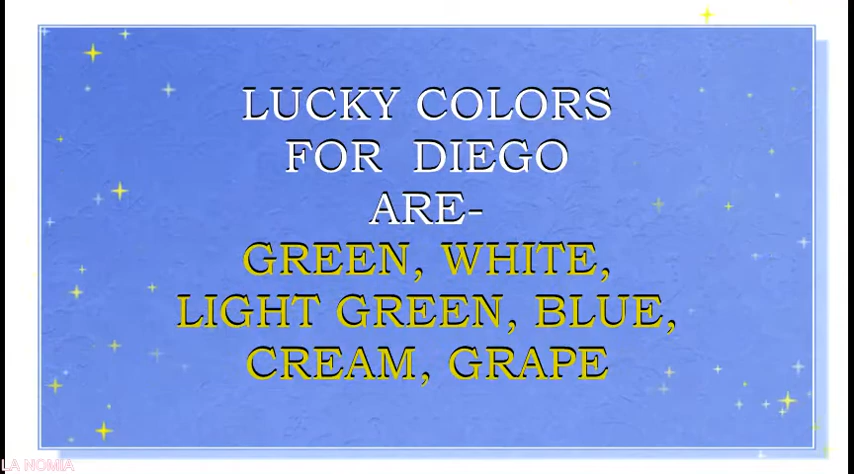 LUCKY COLORS
FOR DIEGO
ARE-
GREEN, WHITE,
LIGHT GREEN, BLUE,
CREAM, GRAPE
LA NOMIA